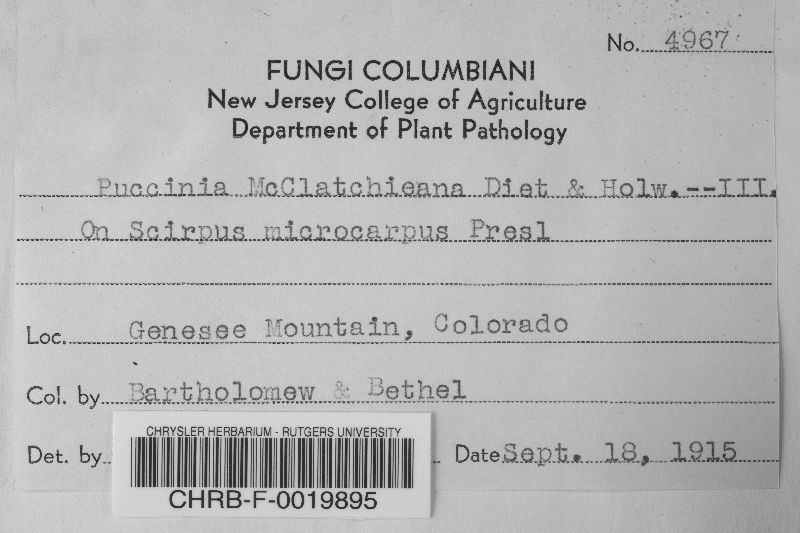 No. 4967
FUNGI COLUMBIANI
New Jersey College of Agriculture
Department of Plant Pathology
Puccinia McClatchieana Diet & Holw.--III.
On Scirpus microcarpus Presl
Loc. Genesee Mountain, Colorado
Col. by Bartholomew & Bethel
Det. by Date Sept. 18, 1915
CHRYSLER HERBARIUM - RUTGERS UNIVERSITY
CHRB-F-0019895